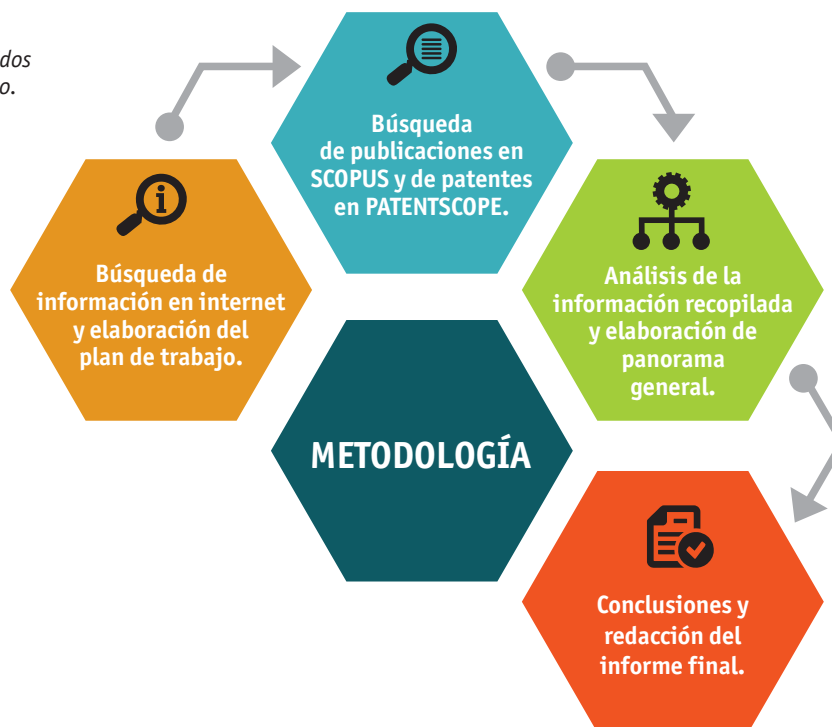 dos
o.
Búsqueda
de publicaciones en
SCOPUS y de patentes
en PATENTSCOPE.
Búsqueda de
información en internet
y elaboración del
plan de trabajo.
Análisis de la
información recopilada
y elaboración de
panorama
general.
METODOLOGÍA
Conclusiones y
redacción del
informe final.